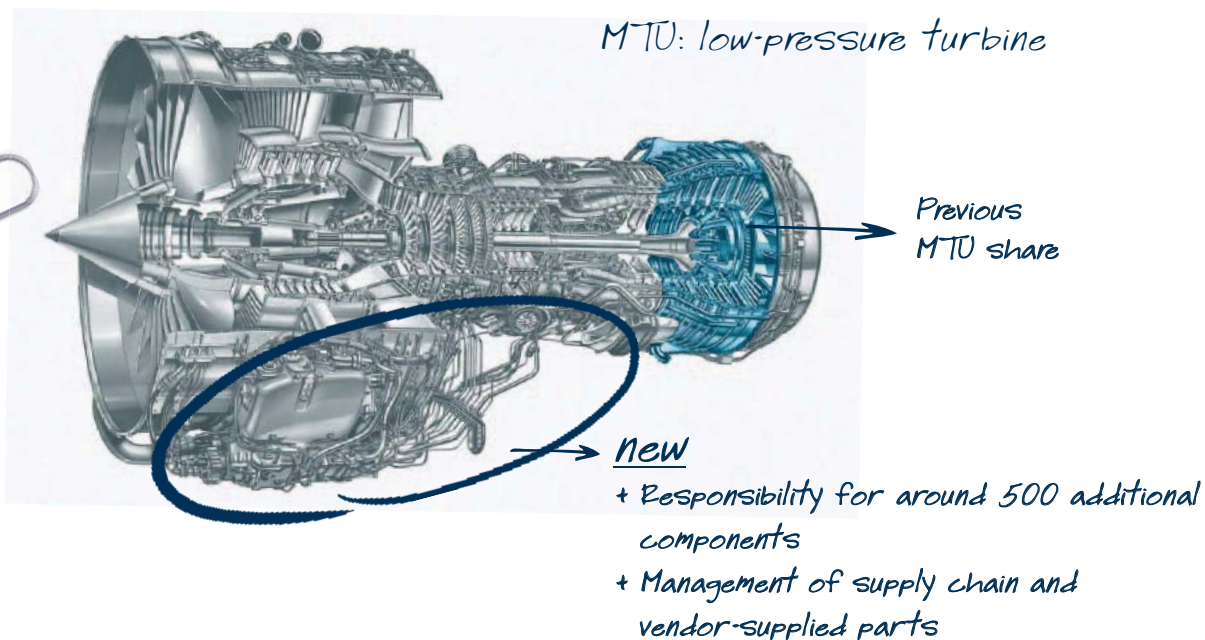 MTU: low-pressure turbine
Previous
MTU share
new
+ Responsibility for around 500 additional
components
+ Management of supply chain and
vendor-supplied parts